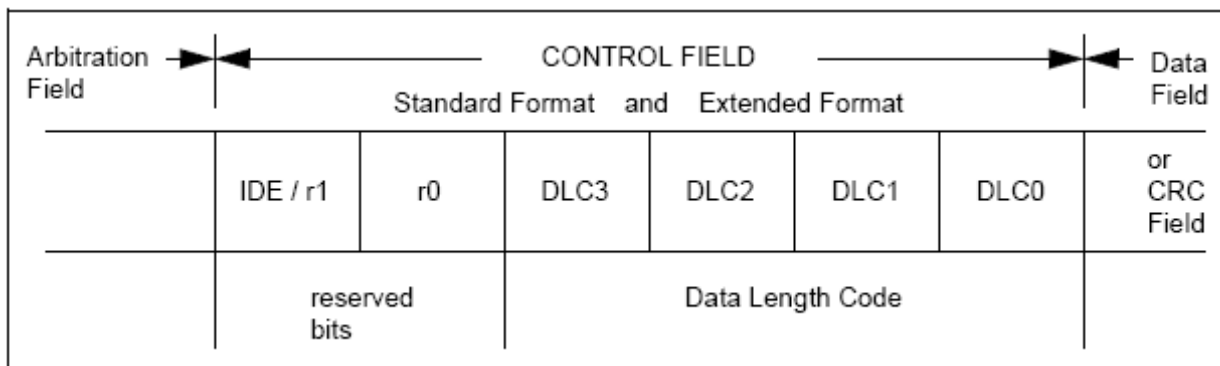 Arbitration
Field
CONTROL FIELD
Data
Field
Standard Format and Extended Format
IDE / r1
r0
DLC3
DLC2
DLC1
DLC0
or
CRC
Field
reserved
bits
Data Length Code